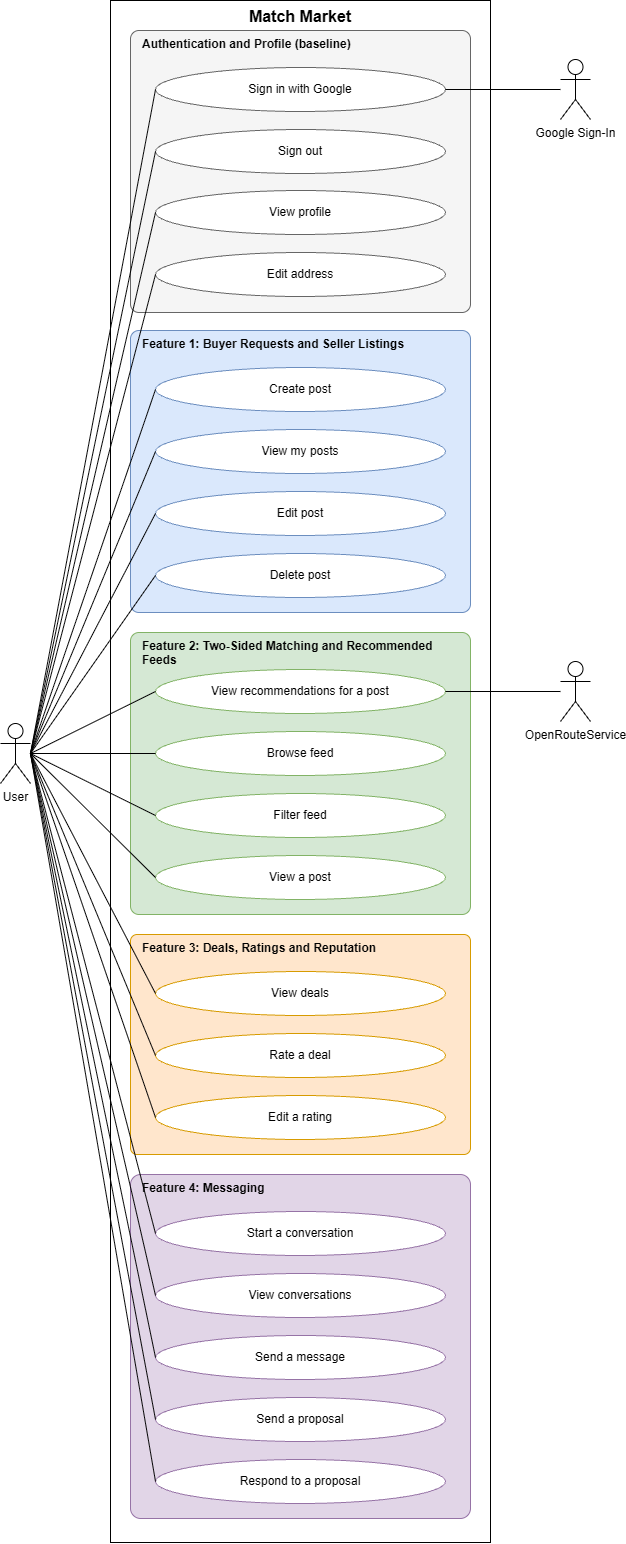 Match Market
Authentication and Profile (baseline)
Sign in with Google
Google Sign-In
Sign out
View profile
Edit address
Feature 1: Buyer Requests and Seller Listings
Create post
View my posts
Edit post
Delete post
Feature 2: Two-Sided Matching and Recommended
Feeds
View recommendations for a post
OpenRouteService
Browse feed
User
Filter feed
View a post
Feature 3: Deals, Ratings and Reputation
View deals
Rate a deal
Edit a rating
Feature 4: Messaging
Start a conversation
View conversations
Send a message
Send a proposal
Respond to a proposal